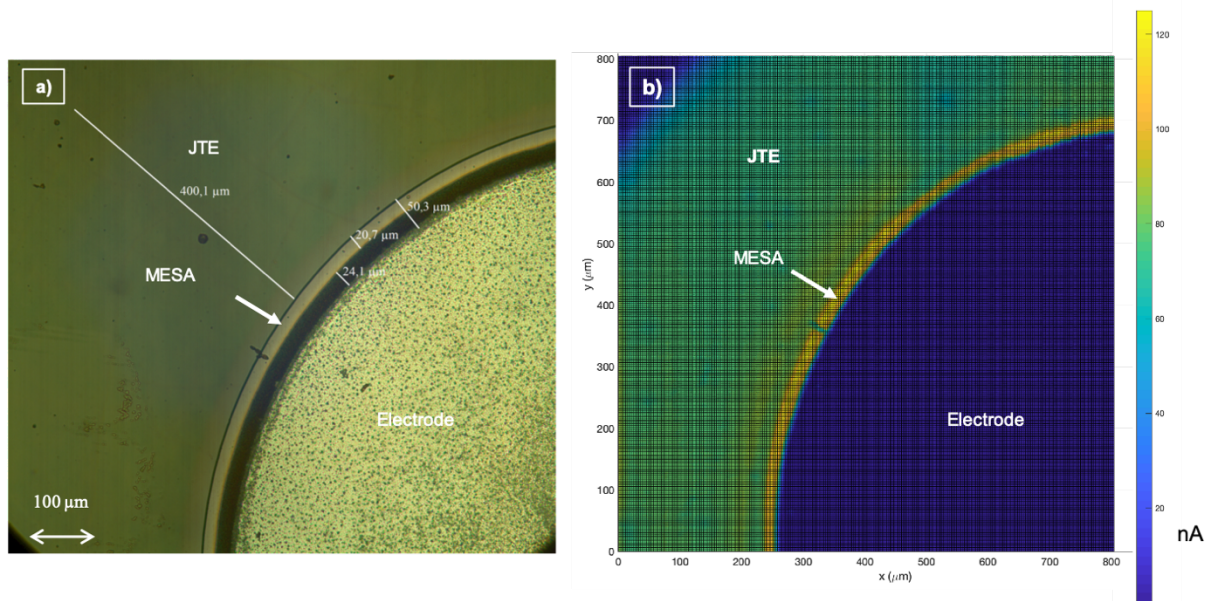 a)
JTE
400,1 µm
50,3 µm
20,7 µm
24,1 µm
MESA
Electrode
100 µm
b)
JTE
MESA
Electrode
y (µm)
800
700
600
500
400
300
200
100
0
0 100 200 300 400 500 600 700 800
x (µm)
120
100
80
60
40
20
nA